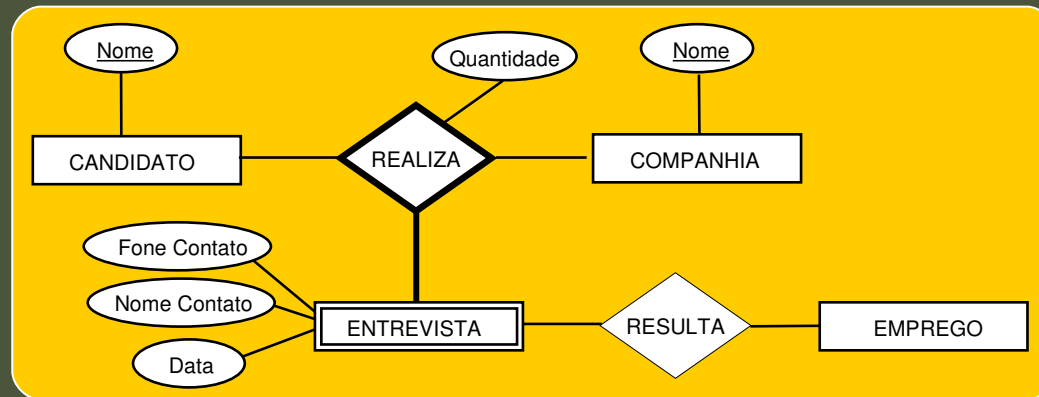 Nome
Quantidade
Nome
CANDIDATO
REALIZA
COMPANHIA
Fone Contato
Nome Contato
Data
ENTREVISTA
RESULTA
EMPREGO